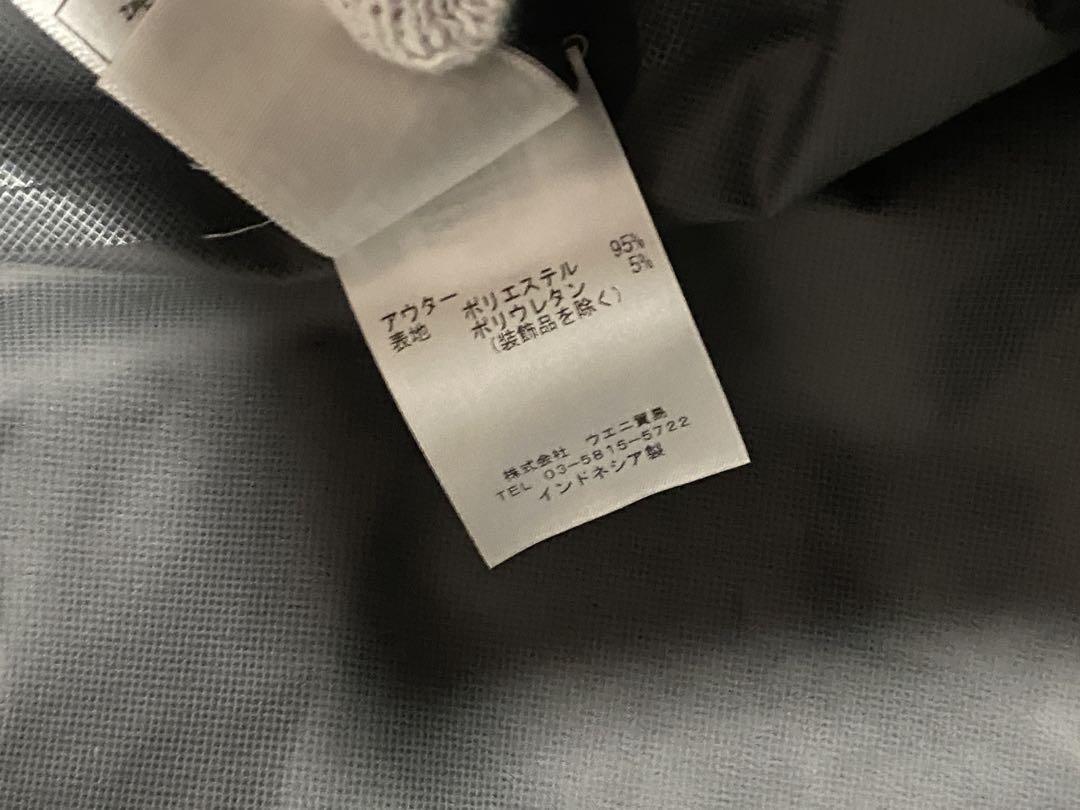 アウター ポリエステル 95%
表地 ポリウレタン 5%
(装飾品を除く)
株式会社 ウエニ貿易
TEL 03-5815-5722
インドネシア製